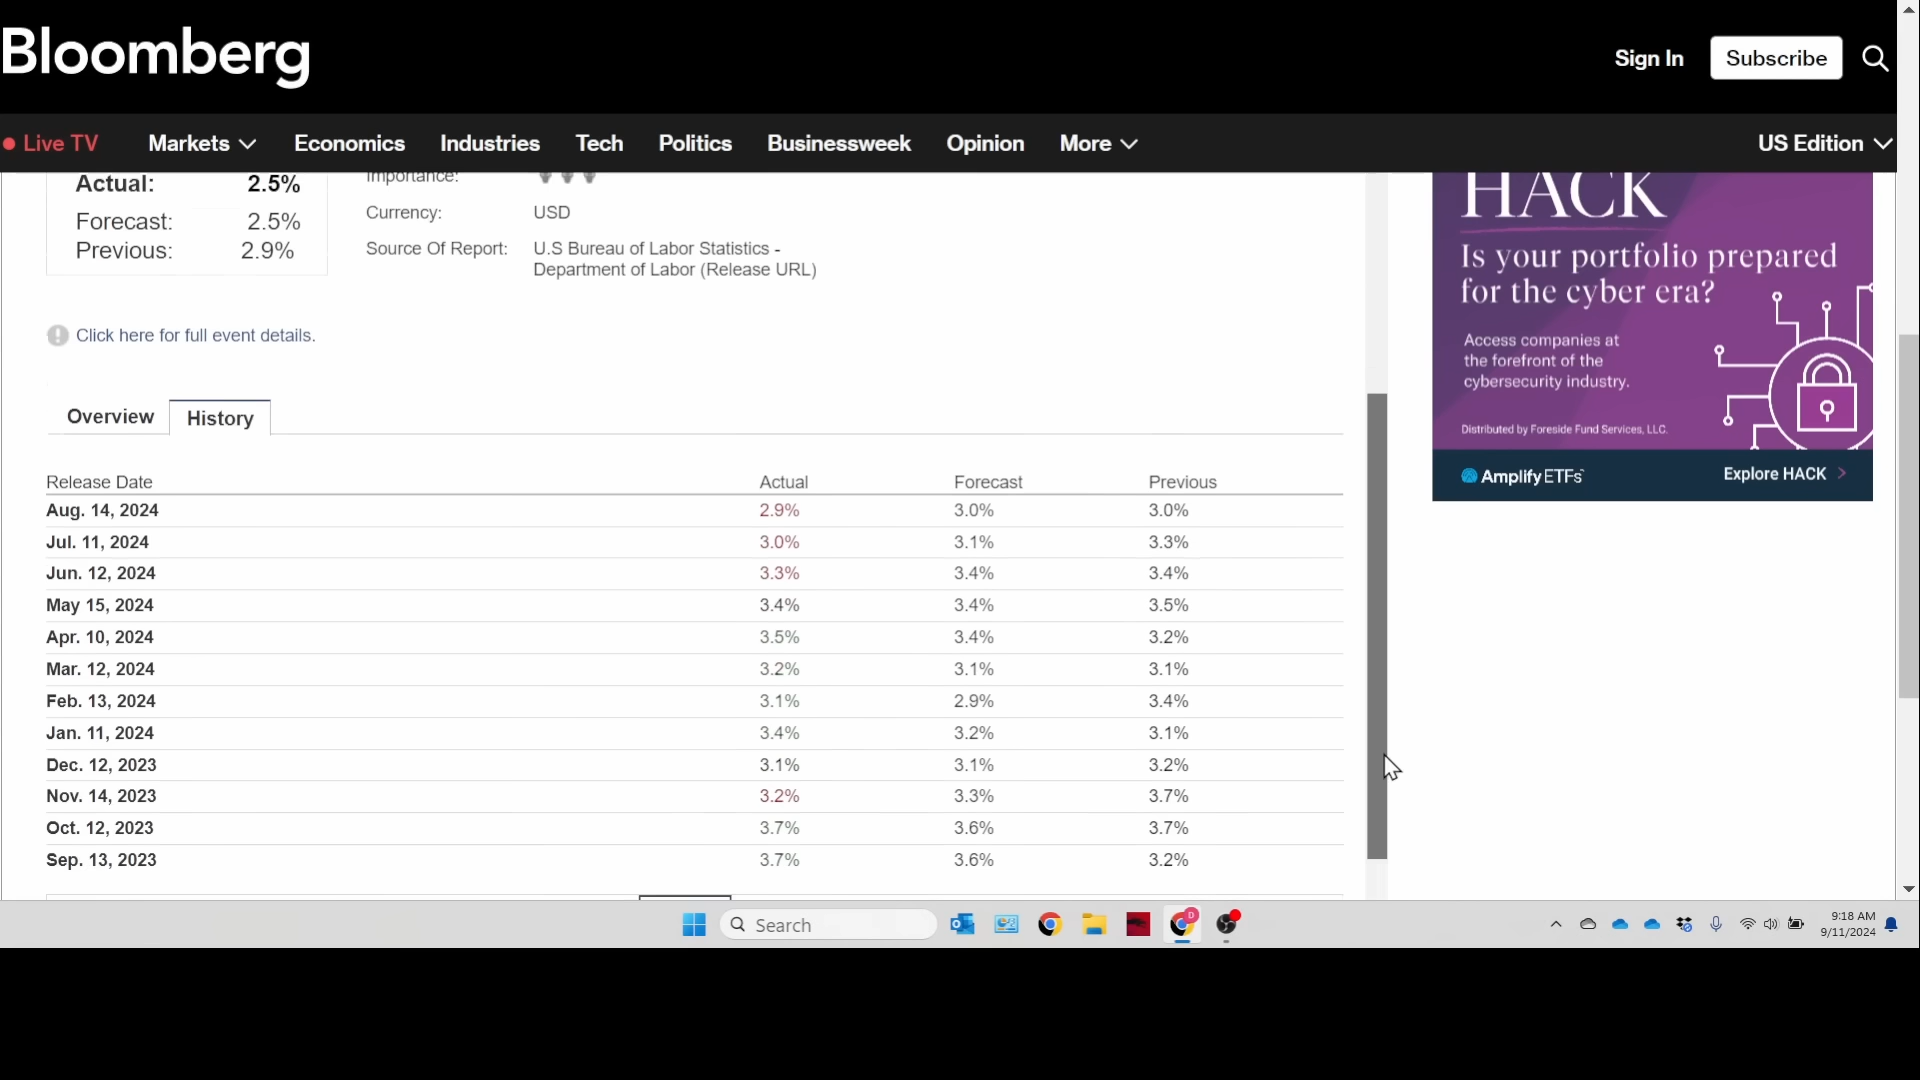 Bloomberg
Sign In
Subscribe
Live TV
Markets
Economics
Industries
Tech
Politics
Businessweek
Opinion
More
US Edition
Actual: 2.5%
Forecast: 2.5%
Previous: 2.9%
Importance:
Currency: USD
Source Of Report: U.S Bureau of Labor Statistics -
Department of Labor (Release URL)
Click here for full event details.
HACK
Is your portfolio prepared
for the cyber era?
Access companies at
the forefront of the
cybersecurity industry.
Distributed by Foreside Fund Services, LLC.
Amplify ETFs
Explore HACK >
Overview
History
Release Date Actual Forecast Previous
Aug. 14, 2024 2.9% 3.0% 3.0%
Jul. 11, 2024 3.0% 3.1% 3.3%
Jun. 12, 2024 3.3% 3.4% 3.4%
May 15, 2024 3.4% 3.4% 3.5%
Apr. 10, 2024 3.5% 3.4% 3.2%
Mar. 12, 2024 3.2% 3.1% 3.1%
Feb. 13, 2024 3.1% 2.9% 3.4%
Jan. 11, 2024 3.4% 3.2% 3.1%
Dec. 12, 2023 3.1% 3.1% 3.2%
Nov. 14, 2023 3.2% 3.3% 3.7%
Oct. 12, 2023 3.7% 3.6% 3.7%
Sep. 13, 2023 3.7% 3.6% 3.2%
Search
D
9:18 AM
9/11/2024